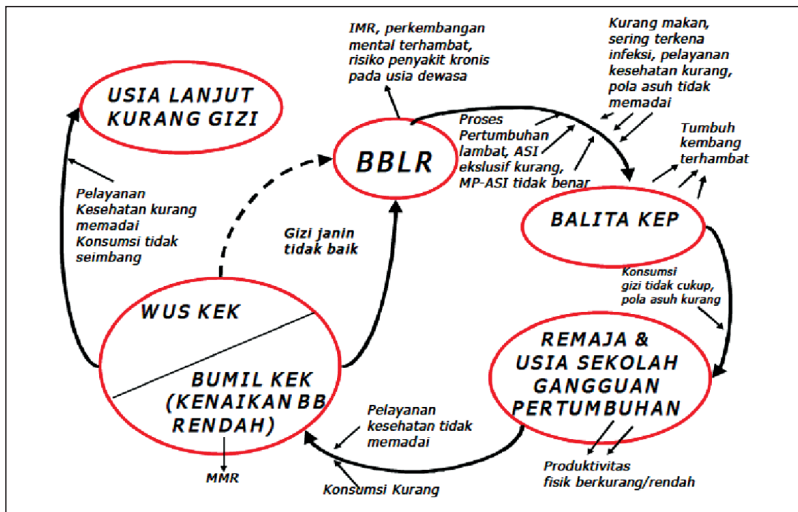 IMR, perkembangan
mental terhambat,
risiko penyakit kronis
pada usia dewasa
Kurang makan,
sering terkena
infeksi, pelayanan
kesehatan kurang,
pola asuh tidak
memadai
USIA LANJUT
KURANG GIZI
BBLR
Proses
Pertumbuhan
lambat, ASI
ekslusif kurang,
MP-ASI tidak benar
Tumbuh
kembang
terhambat
Pelayanan
Kesehatan kurang
memadai
Konsumsi tidak
seimbang
Gizi janin
tidak baik
BALITA KEP
Konsumsi
gizi tidak cukup,
pola asuh kurang
WUS KEK
BUMIL KEK
(KENAIKAN BB
RENDAH)
REMAJA &
USIA SEKOLAH
GANGGUAN
PERTUMBUHAN
Pelayanan
kesehatan tidak
memadai
MMR
Konsumsi Kurang
Produktivitas
fisik berkurang/rendah